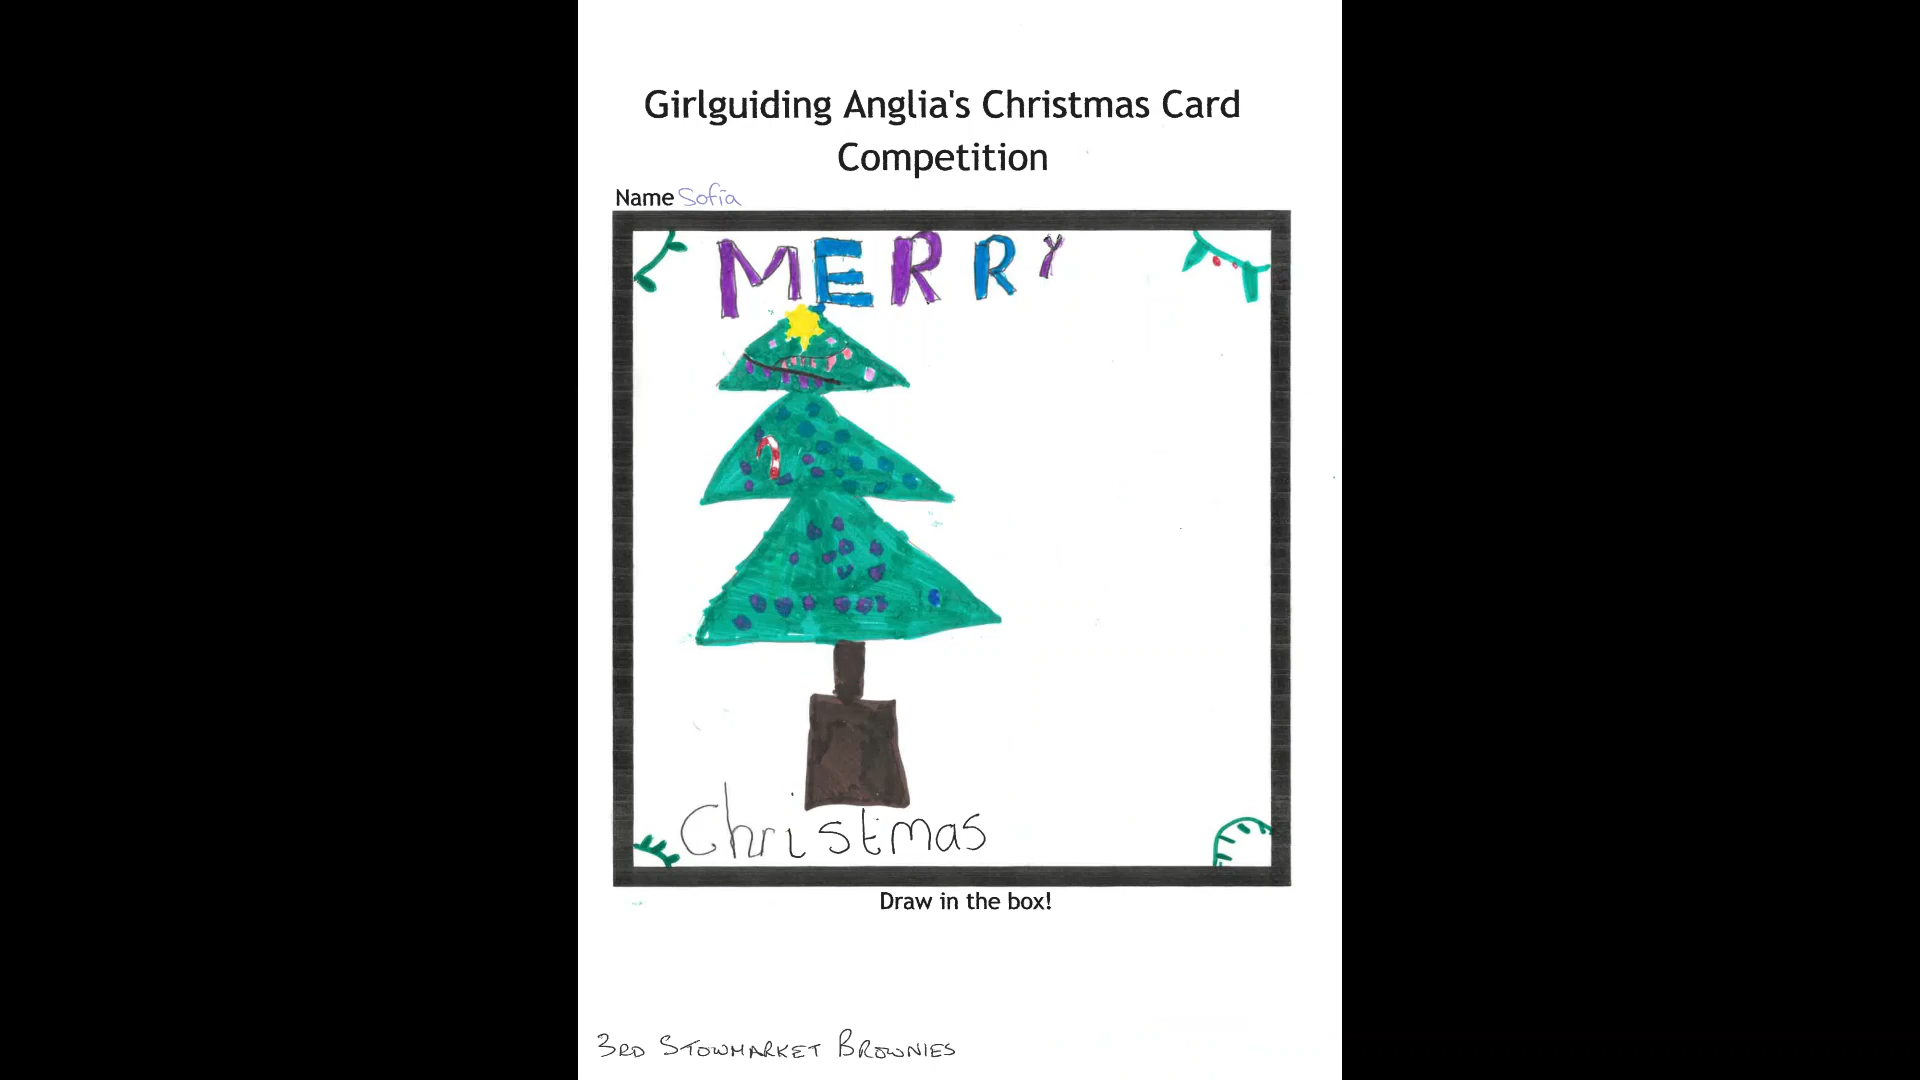 Girlguiding Anglia's Christmas Card
Competition
Name Sofia
MERRY
Christmas
Draw in the box!
3RD STOWMARKET BROWNIES